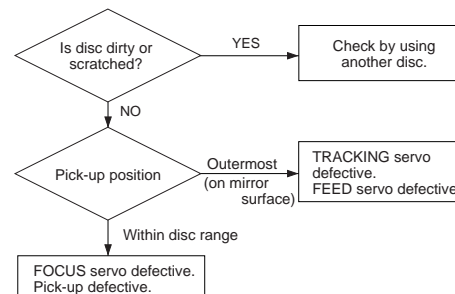 Is disc dirty or
scratched?
YES
Check by using
another disc.
NO
Pick-up position
Outermost
(on mirror
surface)
TRACKING servo
defective.
FEED servo defective
Within disc range
FOCUS servo defective.
Pick-up defective.